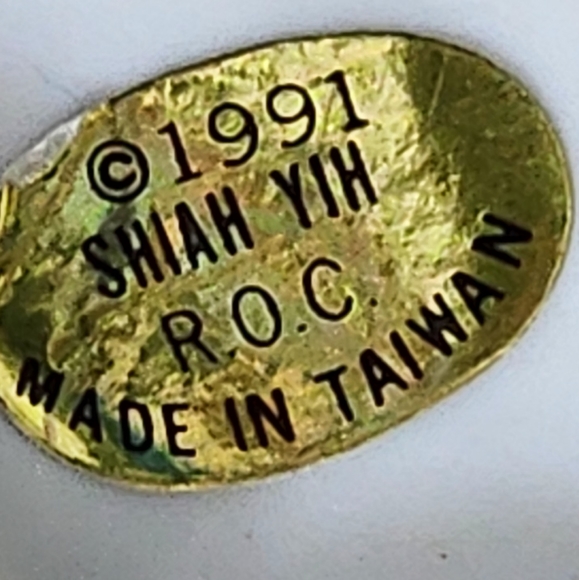 ©1991
SHIAH YIH
R.O.C.
MADE IN TAIWAN